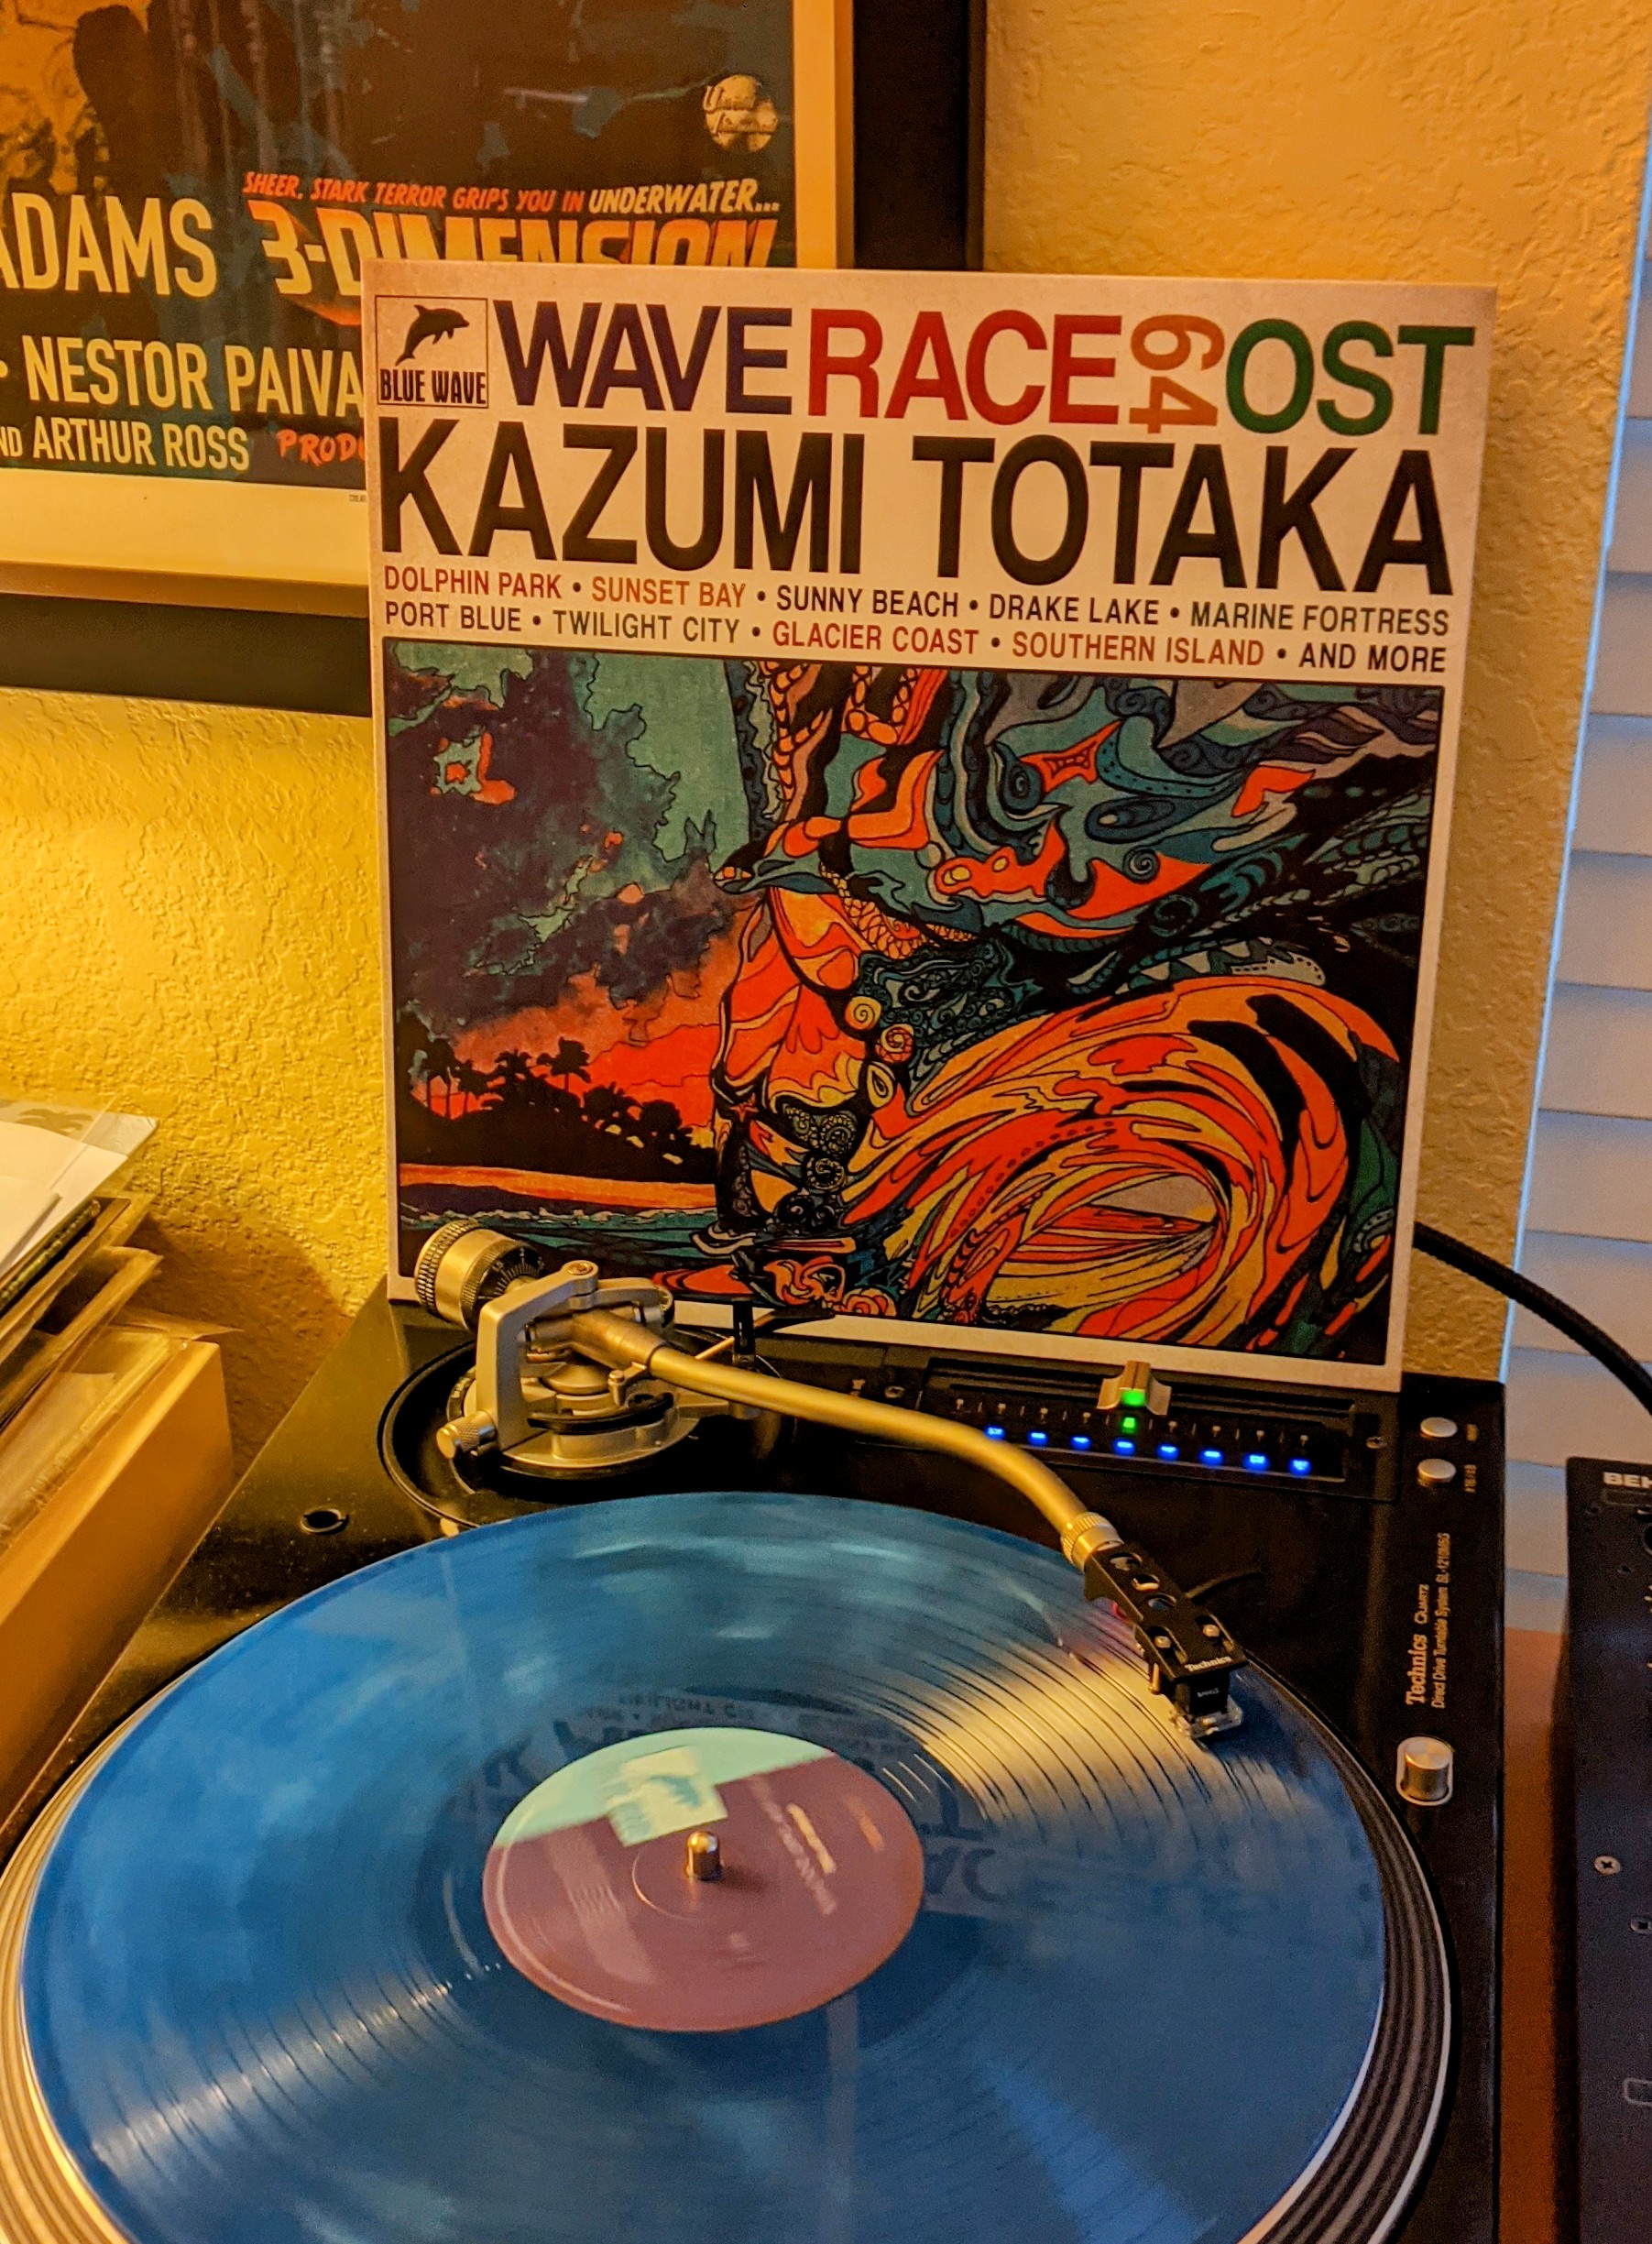 SHEER, STARK TERROR GRIPS YOU IN UNDERWATER...
ADAMS 3-DIMENSION
• NESTOR PAIVA
ND ARTHUR ROSS PRODU
BLUE WAVE
WAVE RACE 64 OST
KAZUMI TOTAKA
DOLPHIN PARK • SUNSET BAY • SUNNY BEACH • DRAKE LAKE • MARINE FORTRESS
PORT BLUE • TWILIGHT CITY • GLACIER COAST • SOUTHERN ISLAND • AND MORE
BEH
Technics QUARTZ
Direct Drive Turntable System
Technics